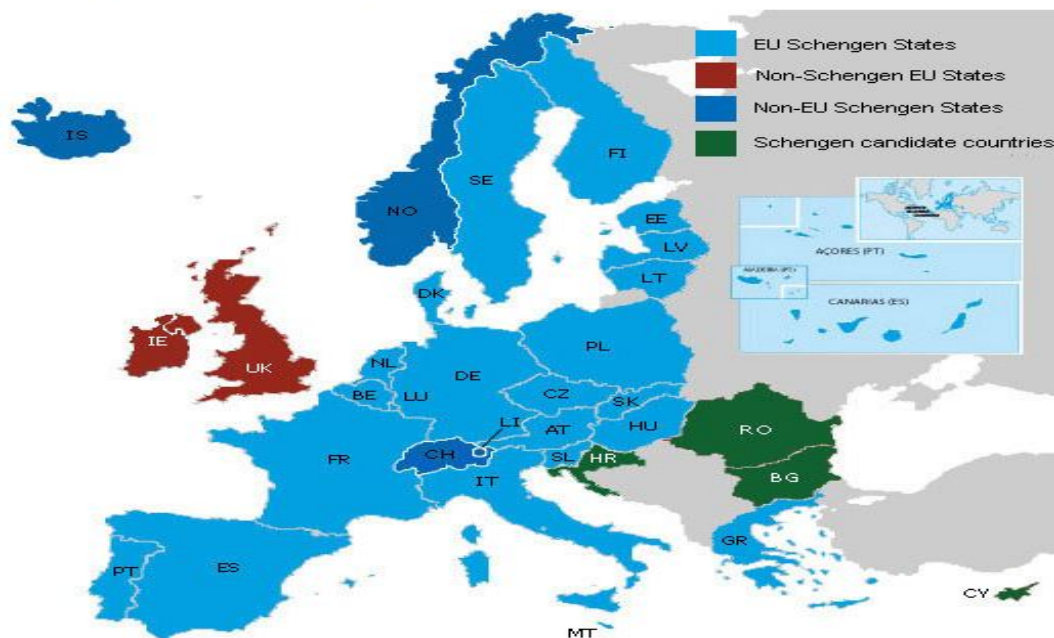 EU Schengen States
Non-Schengen EU States
Non-EU Schengen States
Schengen candidate countries
IS
FI
SE
NO
EE
LV
LT
AÇORES (PT)
MADEIRA (PT)
CANARIAS (ES)
DK
IE
UK
NL
PL
DE
BE
LU
CZ
SK
LI
AT
HU
RO
FR
CH
SL
HR
IT
BG
GR
PT
ES
CY
MT